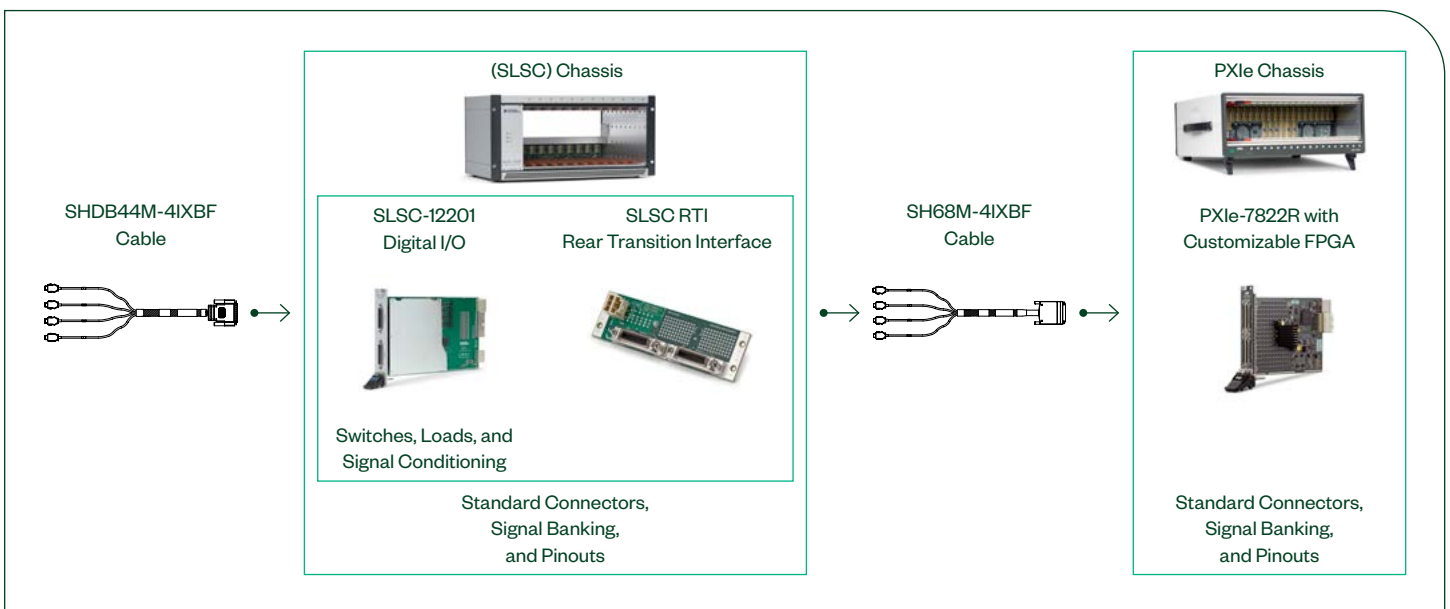 (SLSC) Chassis
PXIe Chassis
SHDB44M-4IXBF
Cable
SLSC-12201
Digital I/O
SLSC RTI
Rear Transition Interface
SH68M-4IXBF
Cable
PXIe-7822R with
Customizable FPGA
Switches, Loads, and
Signal Conditioning
Standard Connectors,
Signal Banking,
and Pinouts
Standard Connectors,
Signal Banking,
and Pinouts